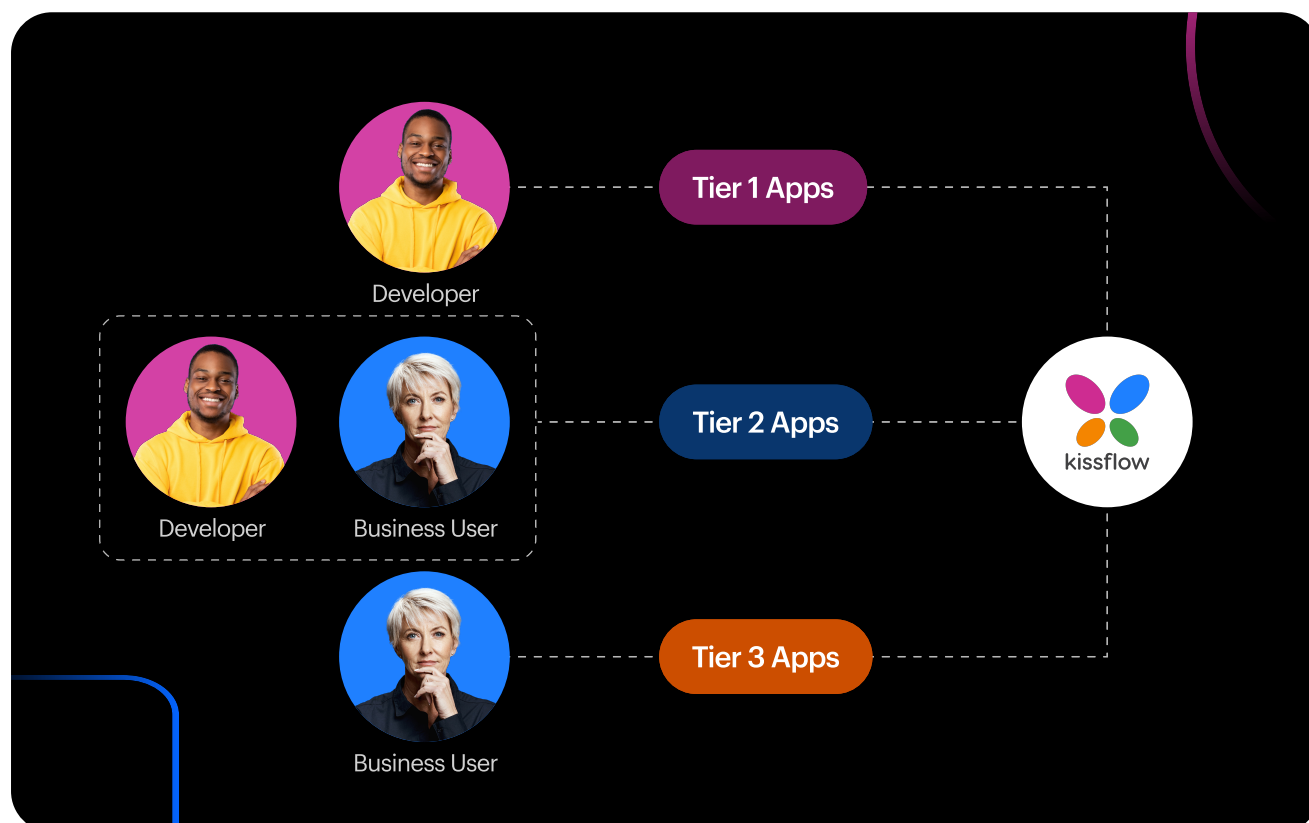 Tier 1 Apps
Developer
Developer
Business User
Tier 2 Apps
kissflow
Business User
Tier 3 Apps